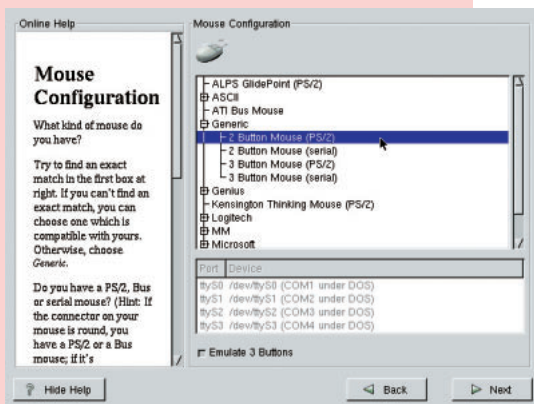 Online Help
Mouse
Configuration
What kind of mouse do
you have?
Try to find an exact
match in the first box at
right. If you can't find an
exact match, you can
choose one which is
compatible with yours.
Otherwise, choose
Generic.
Do you have a PS/2, Bus
or serial mouse? (Hint: If
the connector on your
mouse is round, you
have a PS/2 or a Bus
mouse; if it's
Mouse Configuration
ALPS GlidePoint (PS/2)
ASCII
ATI Bus Mouse
Generic
2 Button Mouse (PS/2)
2 Button Mouse (serial)
3 Button Mouse (PS/2)
3 Button Mouse (serial)
Genius
Kensington Thinking Mouse (PS/2)
Logitech
MM
Microsoft
Port Device
ttyS0 /dev/ttyS0 (COM1 under DOS)
ttyS1 /dev/ttyS1 (COM2 under DOS)
ttyS2 /dev/ttyS2 (COM3 under DOS)
ttyS3 /dev/ttyS3 (COM4 under DOS)
Emulate 3 Buttons
Hide Help
Back
Next